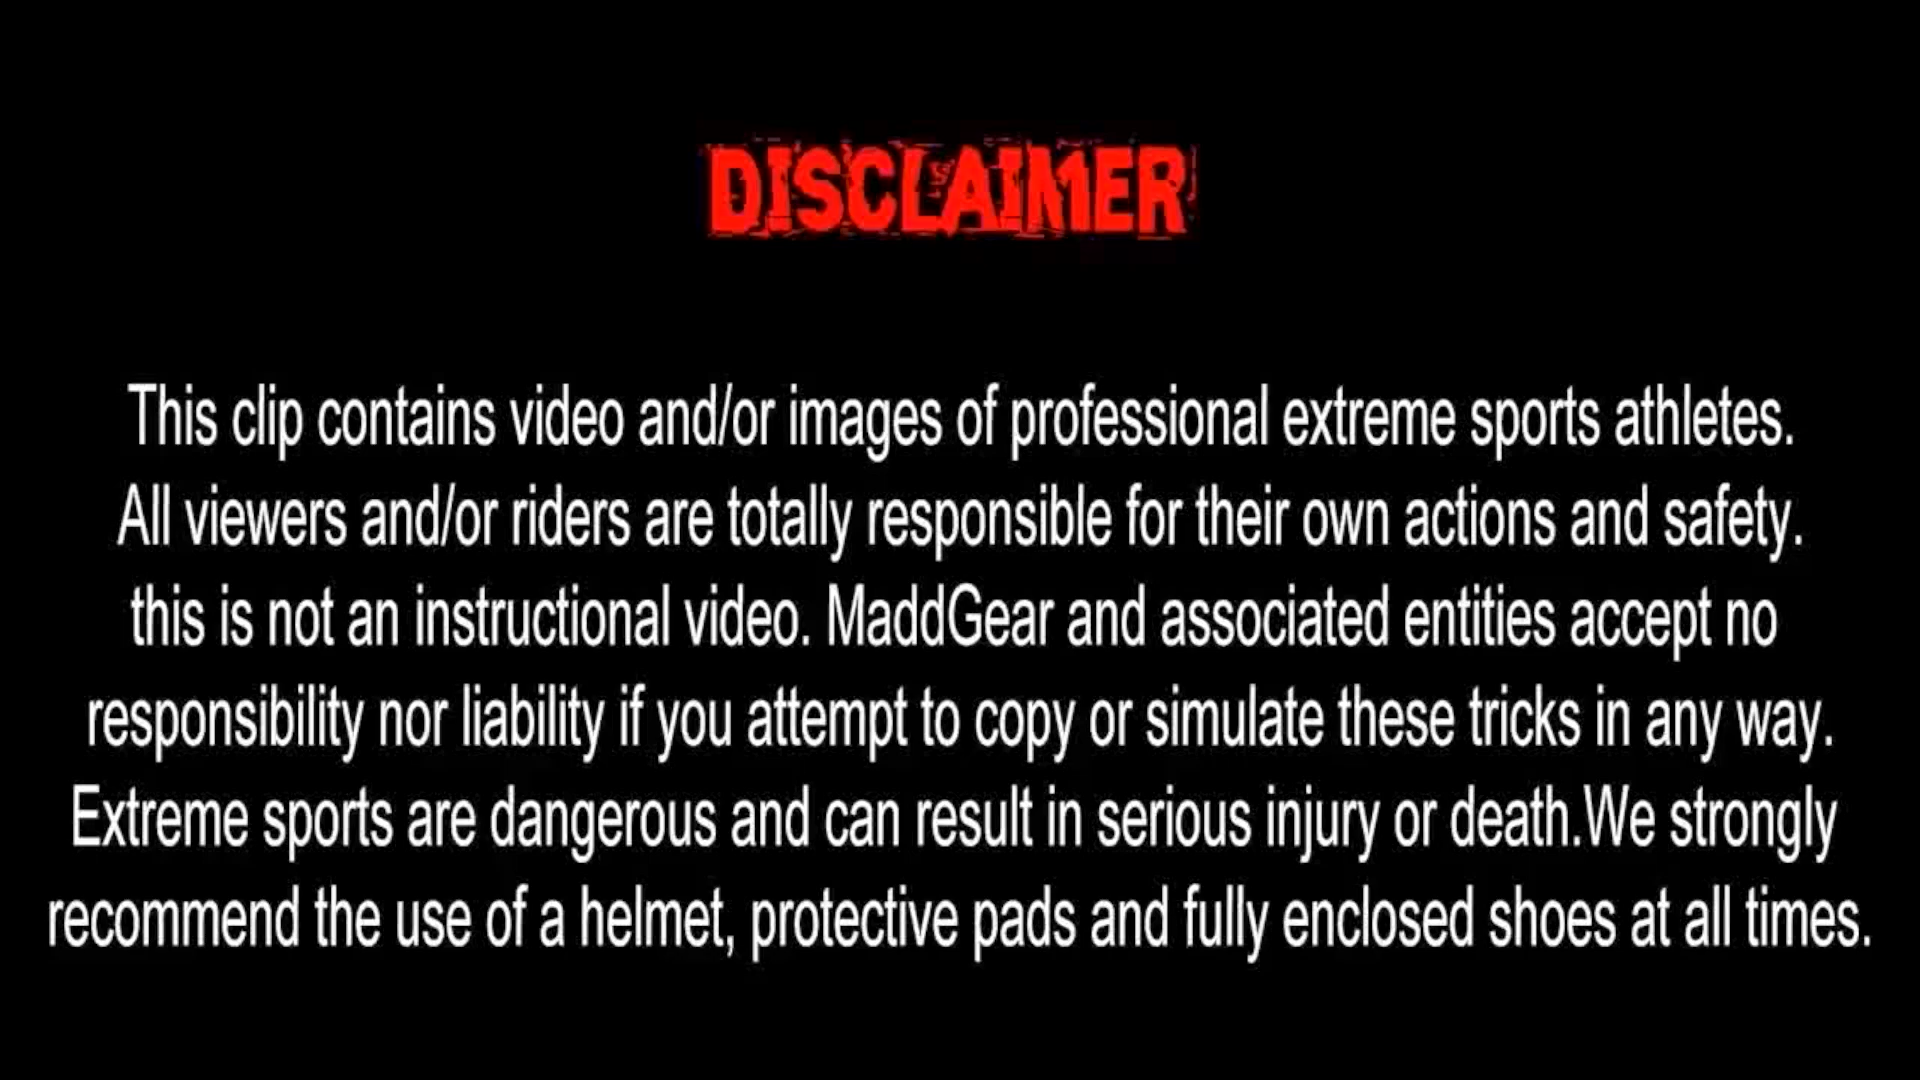 DISCLAIMER
This clip contains video and/or images of professional extreme sports athletes.
All viewers and/or riders are totally responsible for their own actions and safety.
this is not an instructional video. MaddGear and associated entities accept no
responsibility nor liability if you attempt to copy or simulate these tricks in any way.
Extreme sports are dangerous and can result in serious injury or death.We strongly
recommend the use of a helmet, protective pads and fully enclosed shoes at all times.